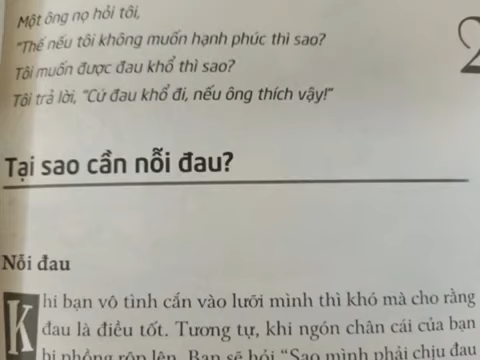 Một ông nọ hỏi tôi,
"Thế nếu tôi không muốn hạnh phúc thì sao?
Tôi muốn được đau khổ thì sao?
Tôi trả lời, "Cứ đau khổ đi, nếu ông thích vậy!"
2
Tại sao cần nỗi đau?
Nỗi đau
Khi bạn vô tình cắn vào lưỡi mình thì khó mà cho rằng
đau là điều tốt. Tương tự, khi ngón chân cái của bạn
bị phồng rộp lên. Bạn sẽ hỏi "Sao mình phải chịu đau